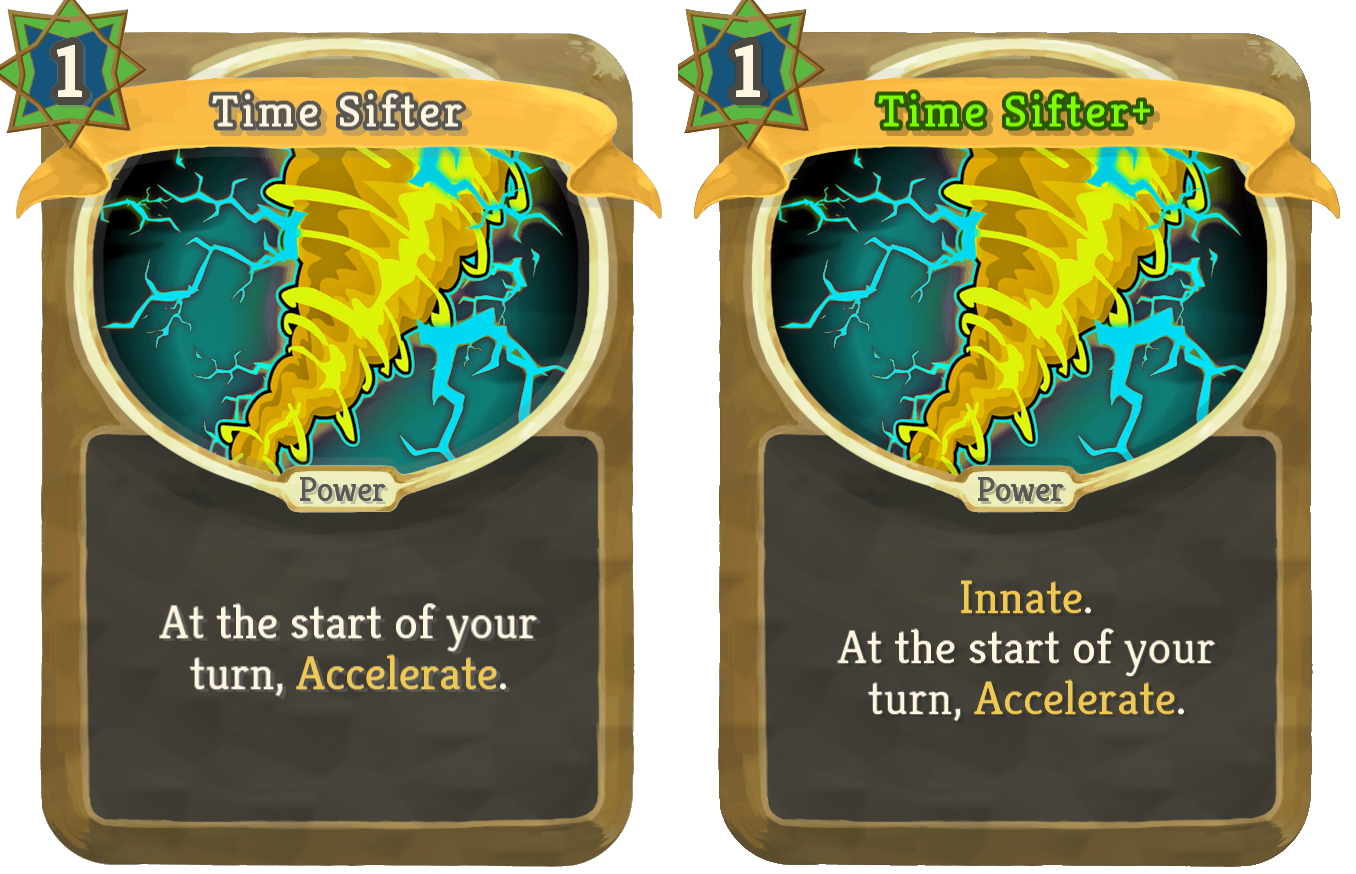 1
Time Sifter
Power
At the start of your
turn, Accelerate.
1
Time Sifter+
Power
Innate.
At the start of your
turn, Accelerate.